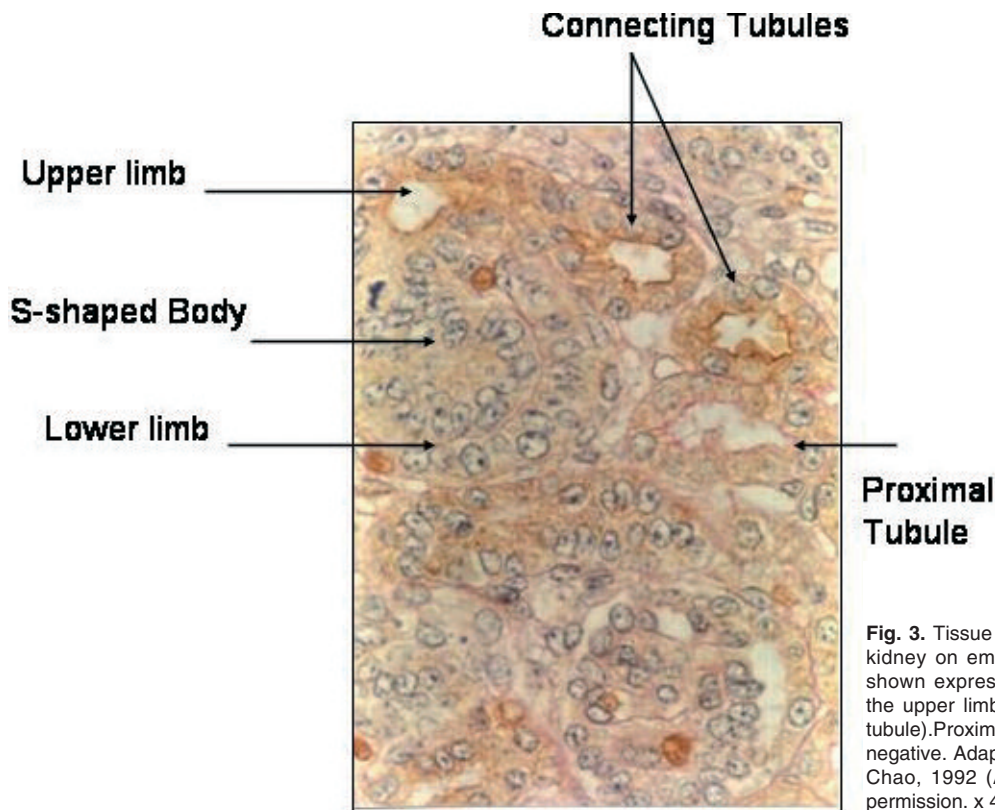 Connecting Tubules
Upper limb
S-shaped Body
Lower limb
Proximal
Tubule
Fig. 3. Tissue
kidney on em
shown expres
the upper limb
tubule).Proxim
negative. Adap
Chao, 1992 (
permission. x 4